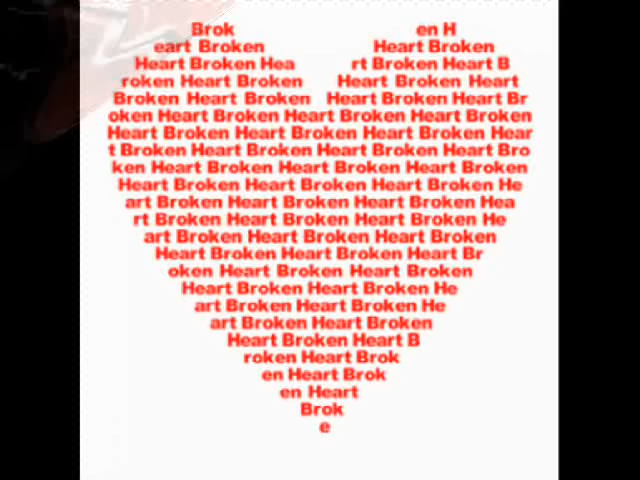 Brok en H
eart Broken Heart Broken
Heart Broken Hea rt Broken Heart B
roken Heart Broken Heart Broken Heart
Broken Heart Broken Heart Broken Heart Br
oken Heart Broken Heart Broken Heart Broken
Heart Broken Heart Broken Heart Broken Hear
t Broken Heart Broken Heart Broken Heart Bro
ken Heart Broken Heart Broken Heart Broken
Heart Broken Heart Broken Heart Broken He
art Broken Heart Broken Heart Broken Hea
rt Broken Heart Broken Heart Broken He
art Broken Heart Broken Heart Broken
Heart Broken Heart Broken Heart Br
oken Heart Broken Heart Broken
Heart Broken Heart Broken He
art Broken Heart Broken He
art Broken Heart Broken
Heart Broken Heart B
roken Heart Brok
en Heart Brok
en Heart
Brok
e